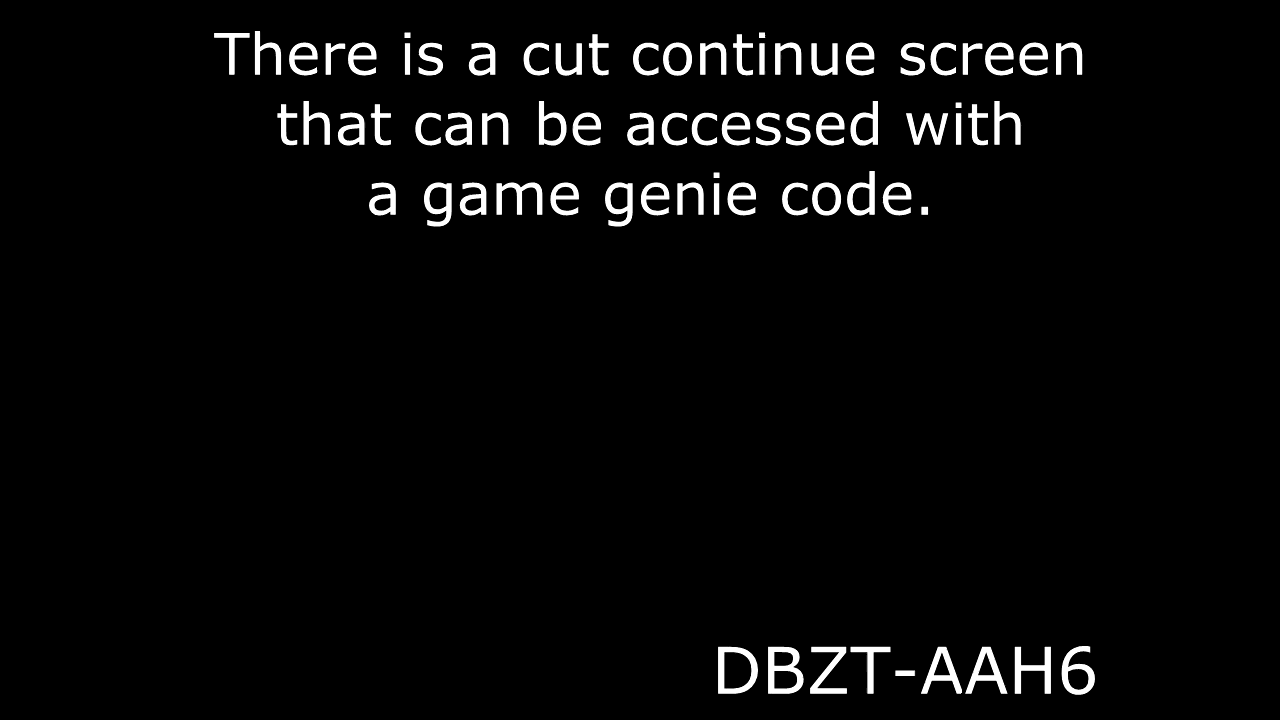 There is a cut continue screen
that can be accessed with
a game genie code.
DBZT-AAH6